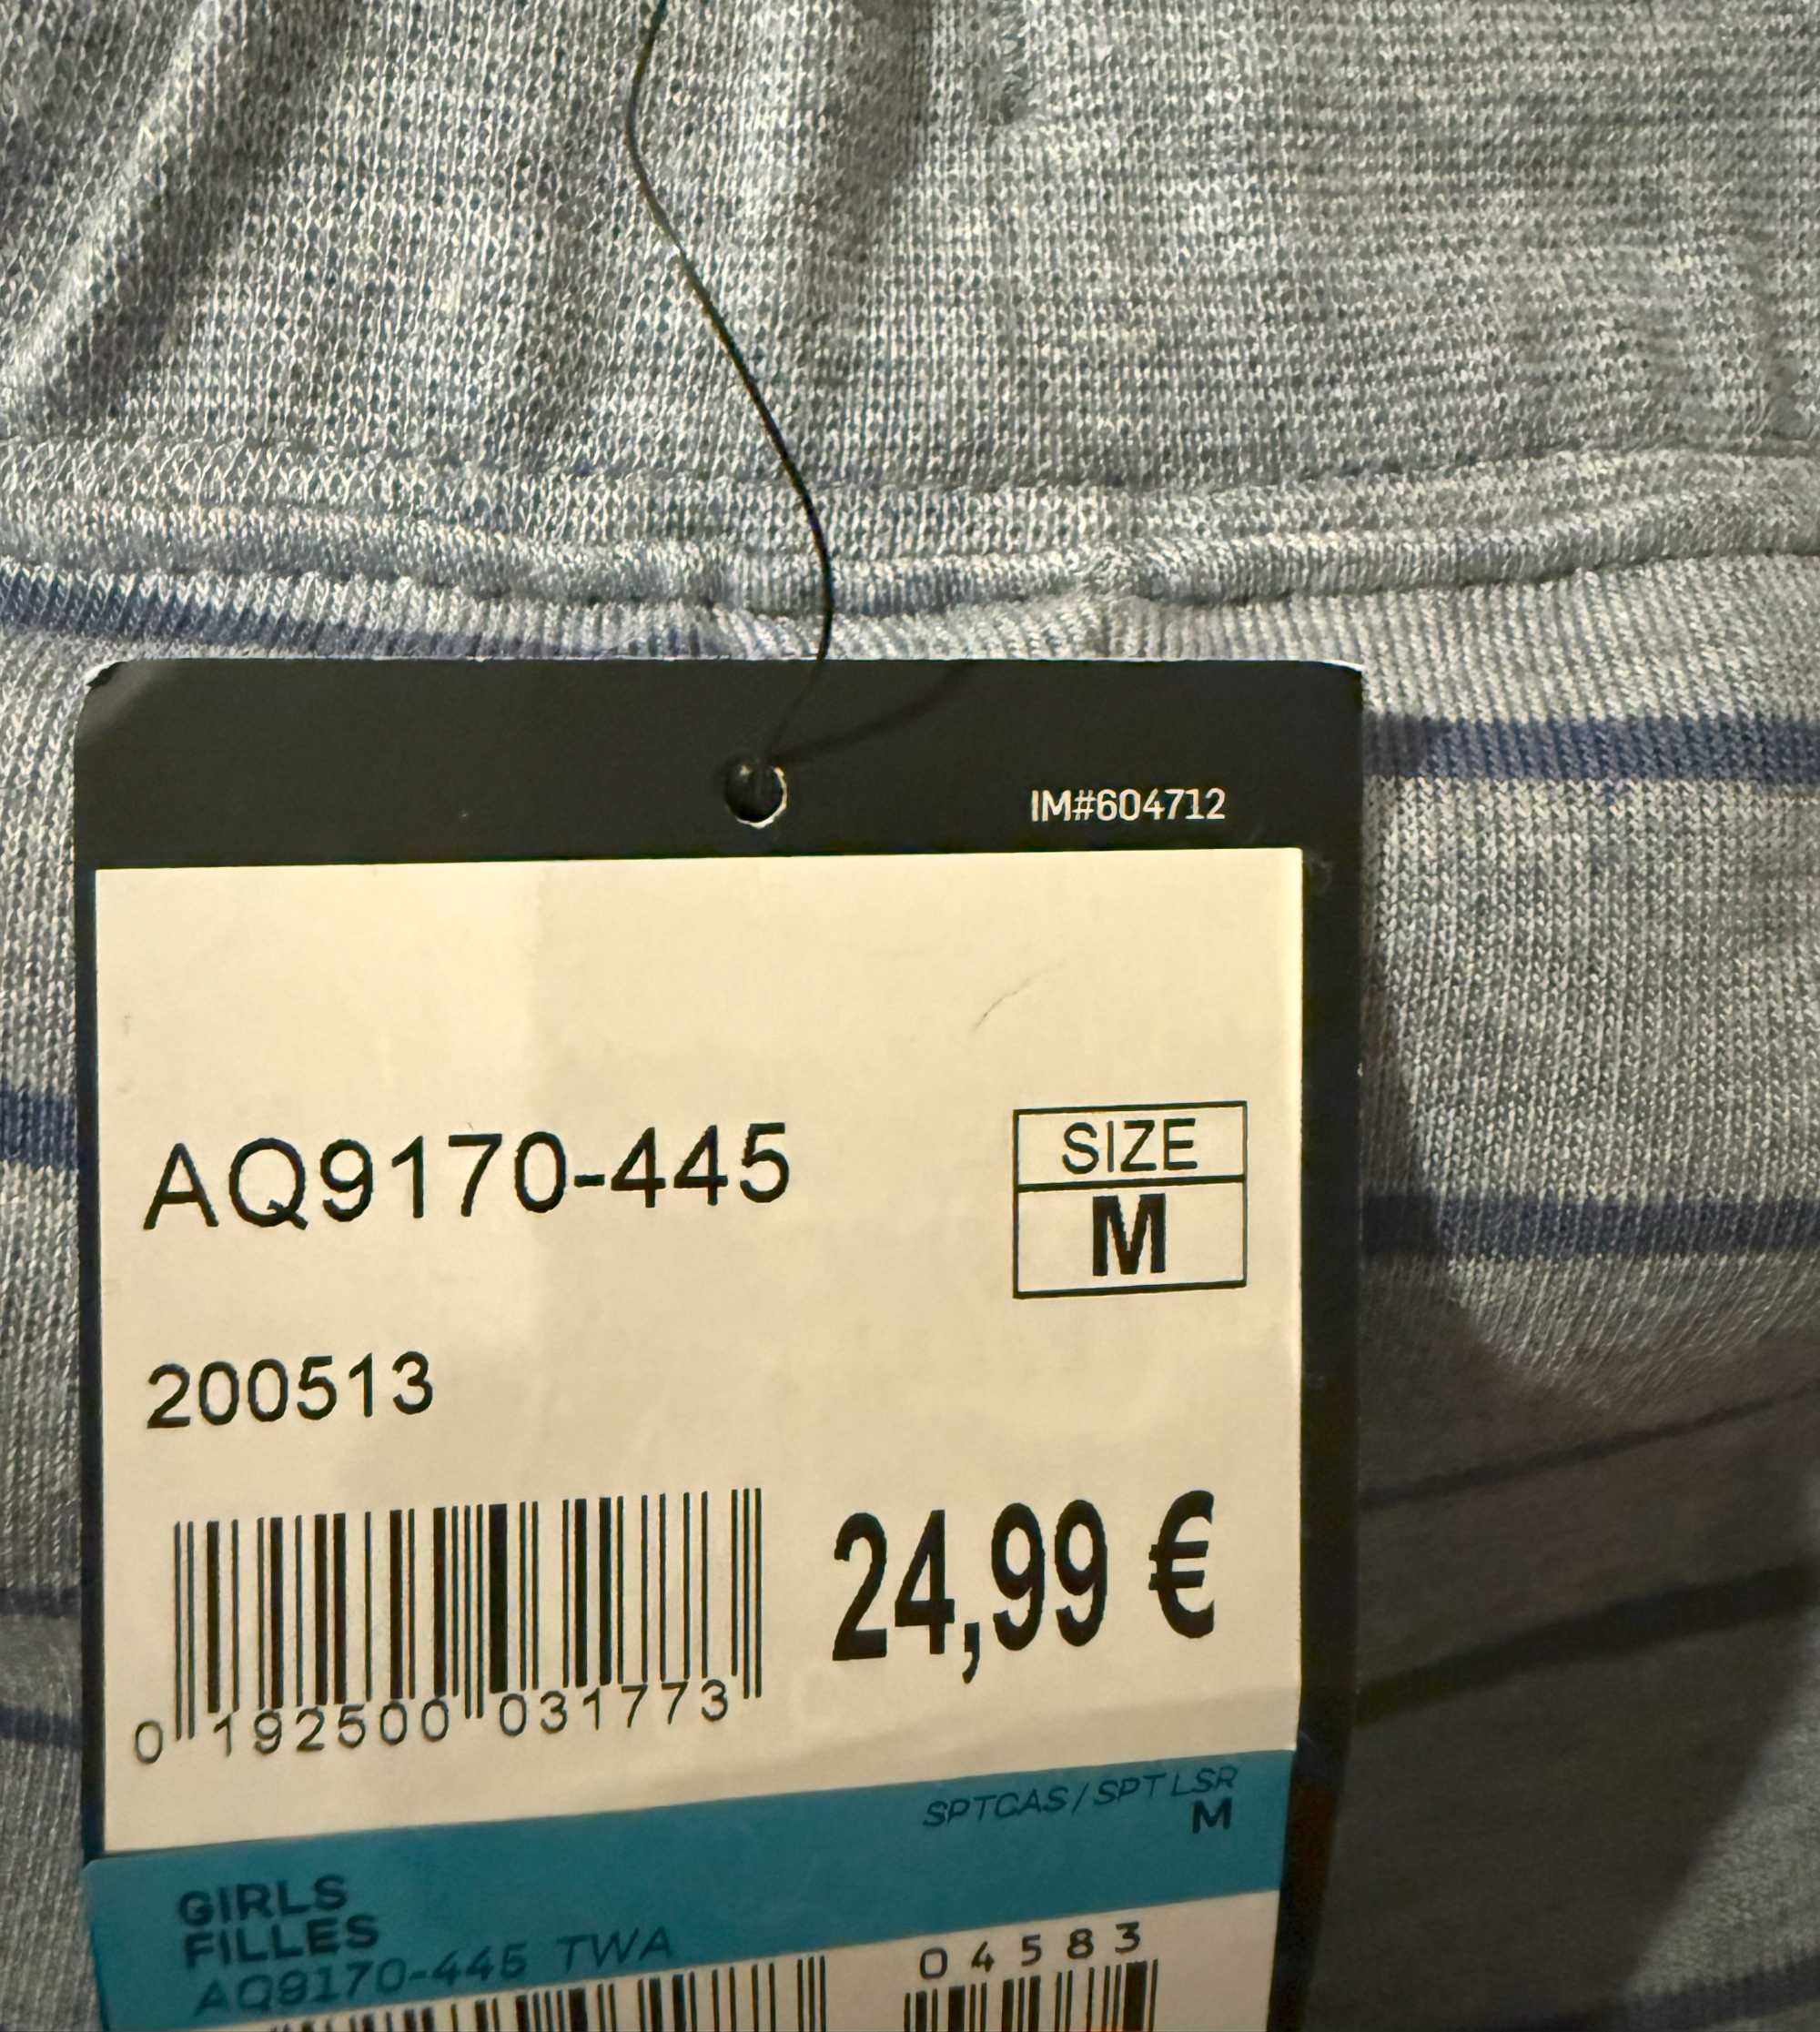 IM#604712
AQ9170-445
SIZE
M
200513
24,99 €
0 192500 031773
SPTCAS/SPT LSR
M
GIRLS
FILLES
AQ9170-445 TWA
04583